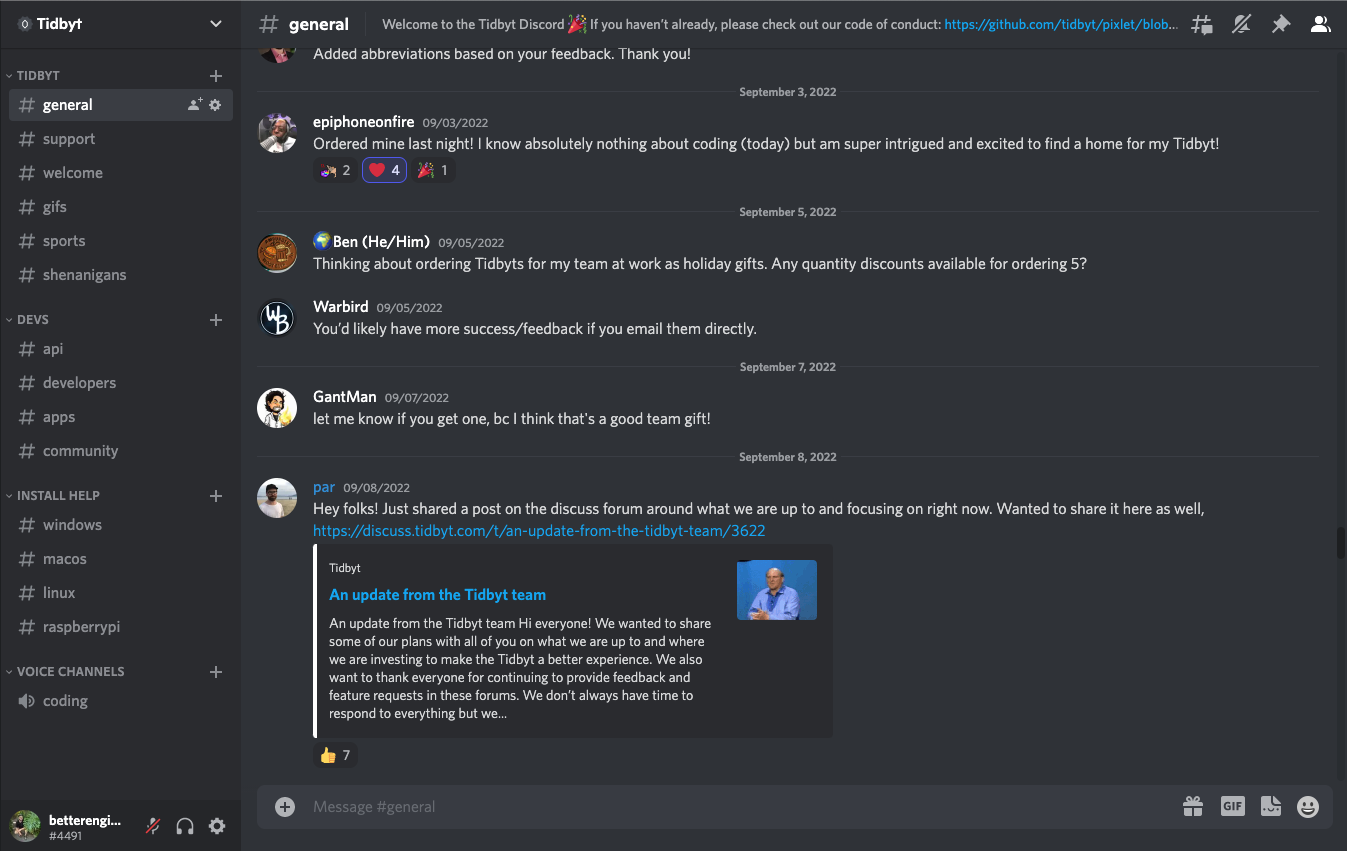 Tidbyt
TIDBYT
# general
# support
# welcome
# gifs
# sports
# shenanigans
DEVS
# api
# developers
# apps
# community
INSTALL HELP
# windows
# macos
# linux
# raspberrypi
VOICE CHANNELS
coding
betterengi...
#4491
# general
Welcome to the Tidbyt Discord 🎉 If you haven’t already, please check out our code of conduct: https://github.com/tidbyt/pixlet/blob...
Added abbreviations based on your feedback. Thank you!
September 3, 2022
epiphoneonfire 09/03/2022
Ordered mine last night! I know absolutely nothing about coding (today) but am super intrigued and excited to find a home for my Tidbyt!
2 ❤️ 4 🎉 1
September 5, 2022
🌍Ben (He/Him) 09/05/2022
Thinking about ordering Tidbyts for my team at work as holiday gifts. Any quantity discounts available for ordering 5?
WB
Warbird 09/05/2022
You’d likely have more success/feedback if you email them directly.
September 7, 2022
GantMan 09/07/2022
let me know if you get one, bc I think that's a good team gift!
September 8, 2022
par 09/08/2022
Hey folks! Just shared a post on the discuss forum around what we are up to and focusing on right now. Wanted to share it here as well,
https://discuss.tidbyt.com/t/an-update-from-the-tidbyt-team/3622
Tidbyt
An update from the Tidbyt team
An update from the Tidbyt team Hi everyone! We wanted to share
some of our plans with all of you on what we are up to and where
we are investing to make the Tidbyt a better experience. We also
want to thank everyone for continuing to provide feedback and
feature requests in these forums. We don’t always have time to
respond to everything but we...
👍 7
Message #general
GIF